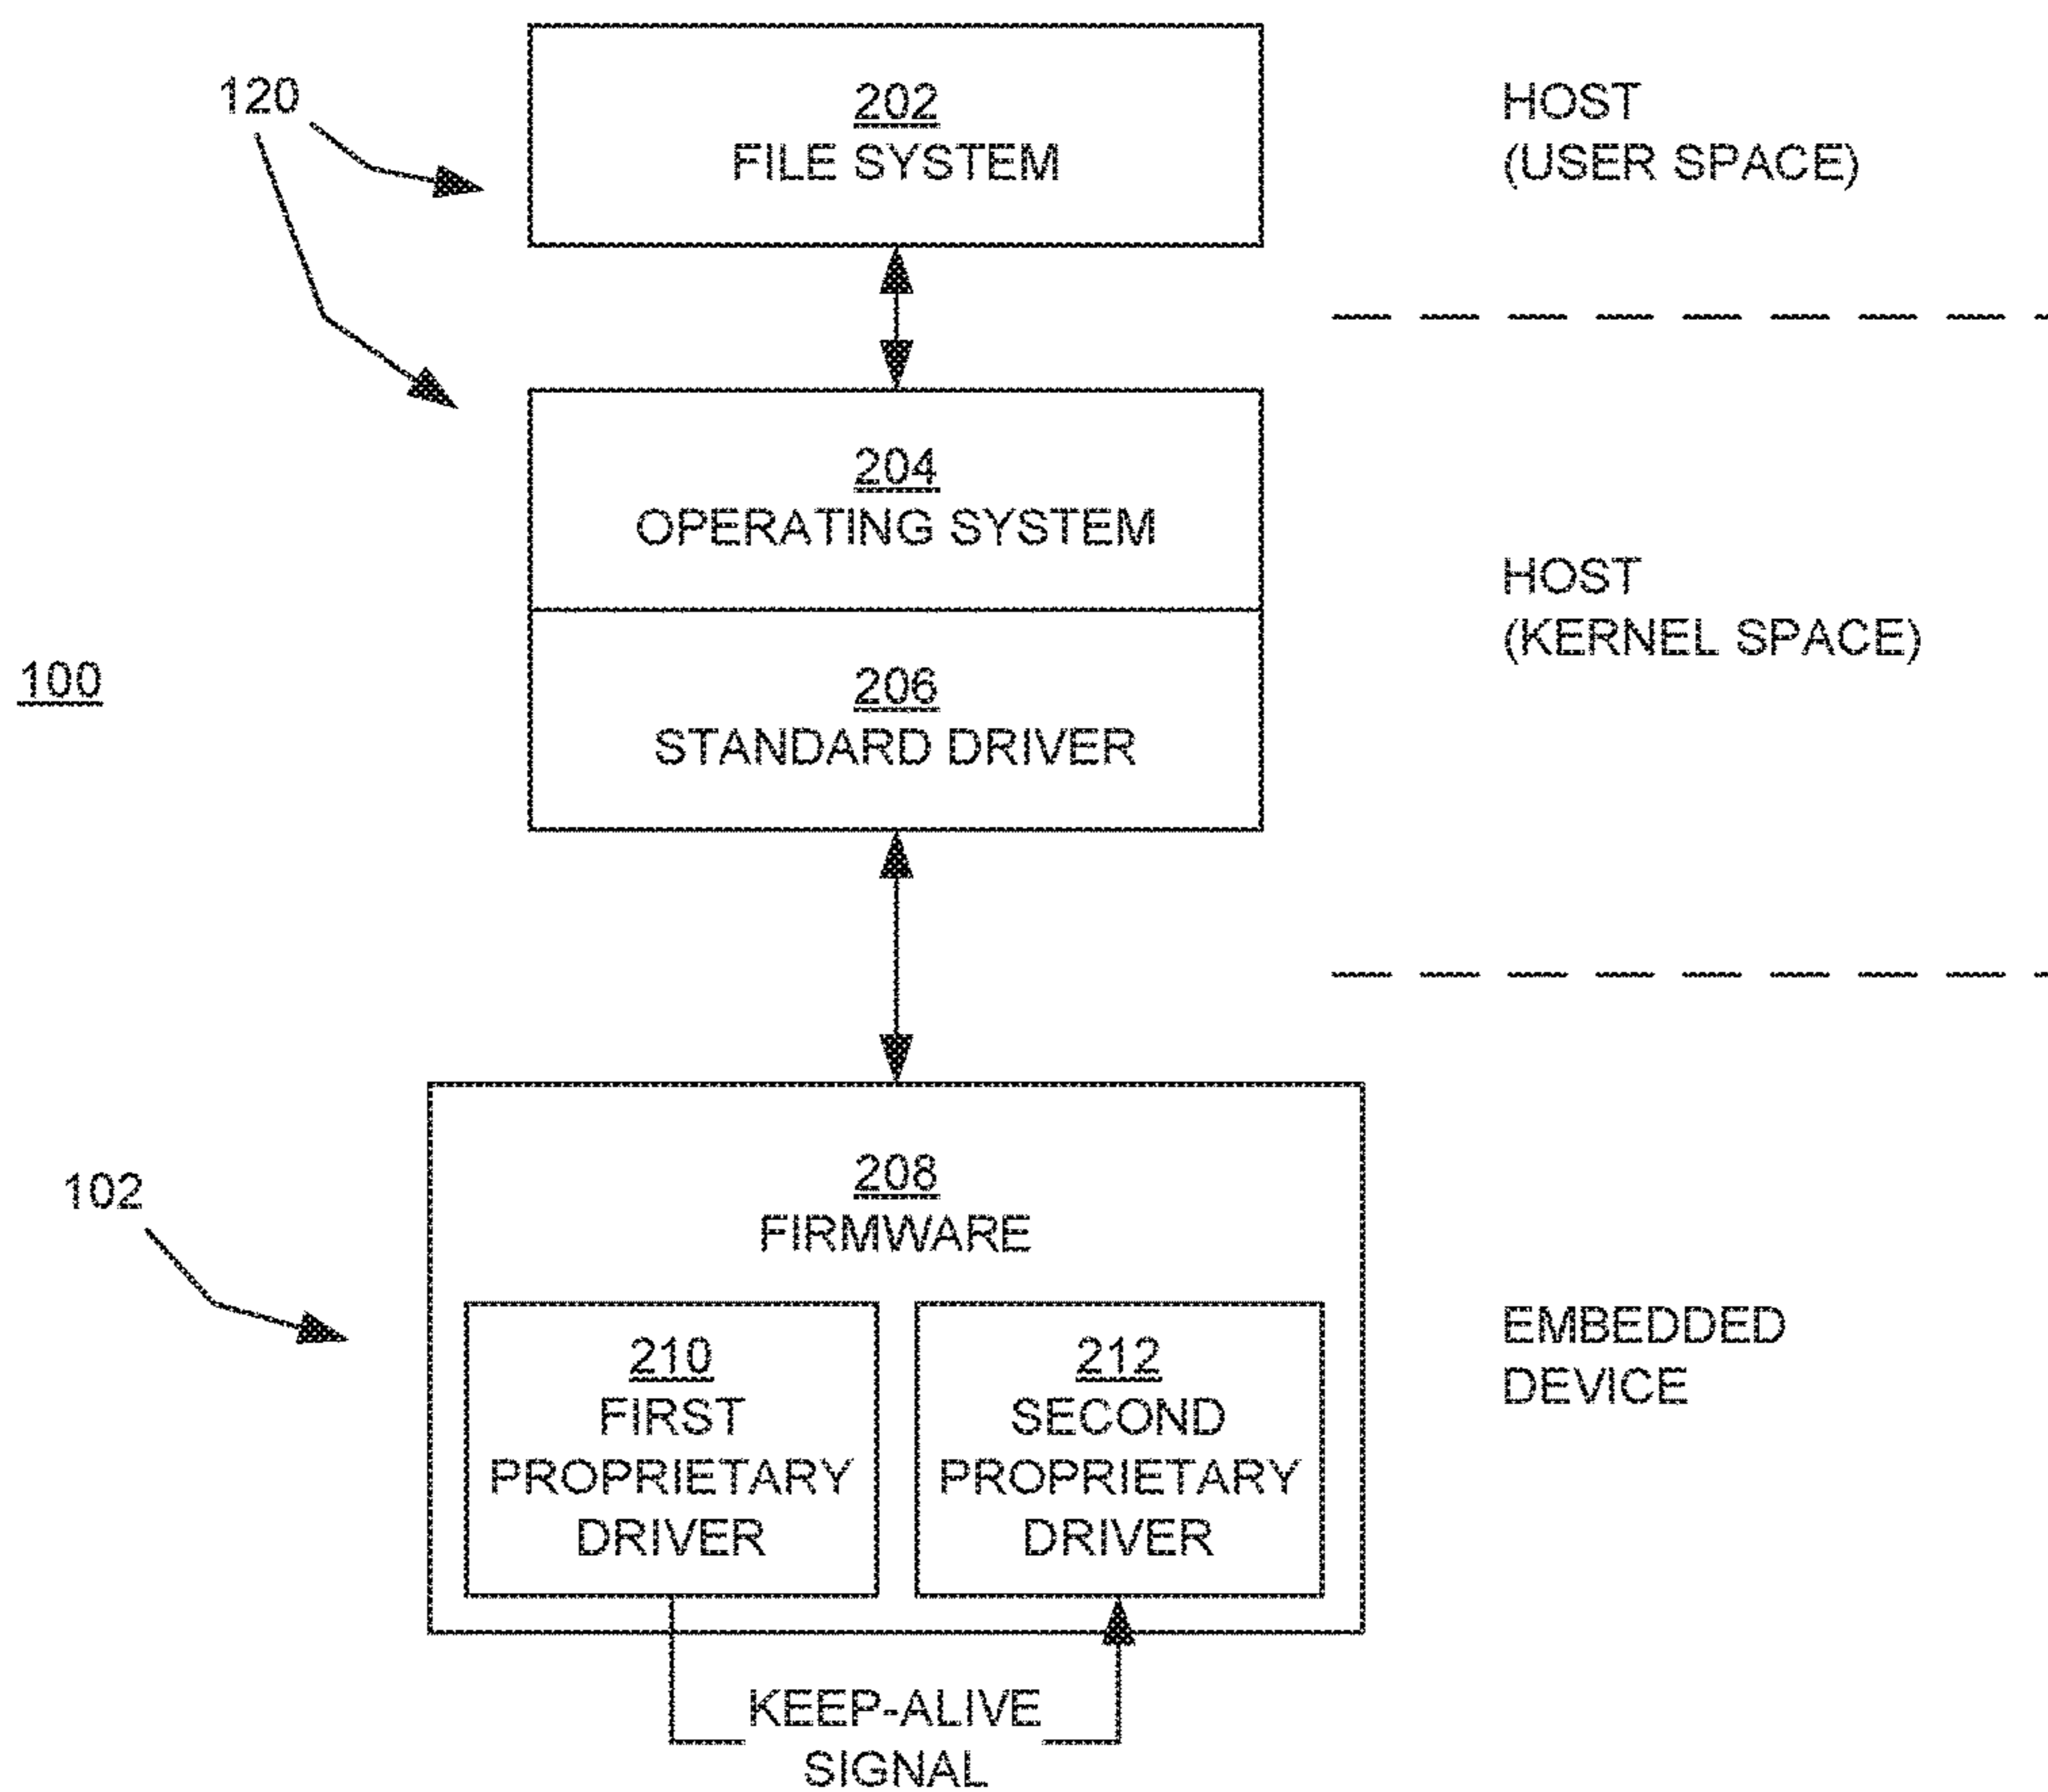 120
202
FILE SYSTEM
HOST
(USER SPACE)
204
OPERATING SYSTEM
HOST
(KERNEL SPACE)
100
206
STANDARD DRIVER
102
208
FIRMWARE
210
FIRST
PROPRIETARY
DRIVER
212
SECOND
PROPRIETARY
DRIVER
EMBEDDED
DEVICE
KEEP-ALIVE
SIGNAL